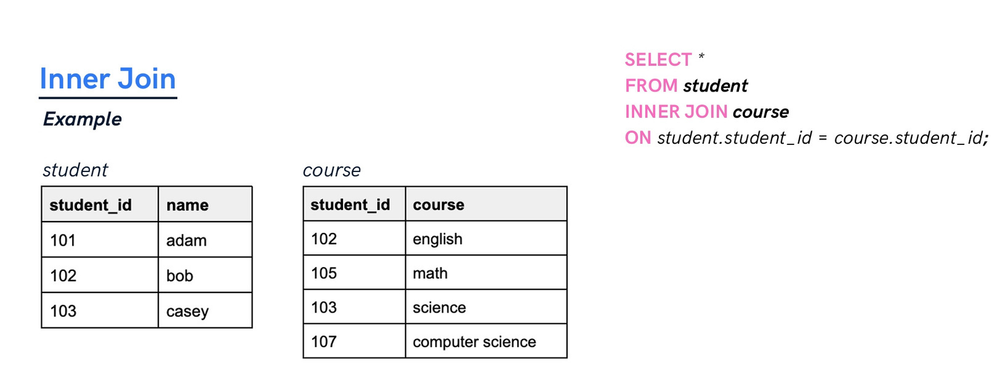 Inner Join
Example
SELECT *
FROM student
INNER JOIN course
ON student.student_id = course.student_id;
student
student_id name
101 adam
102 bob
103 casey
course
student_id course
102 english
105 math
103 science
107 computer science